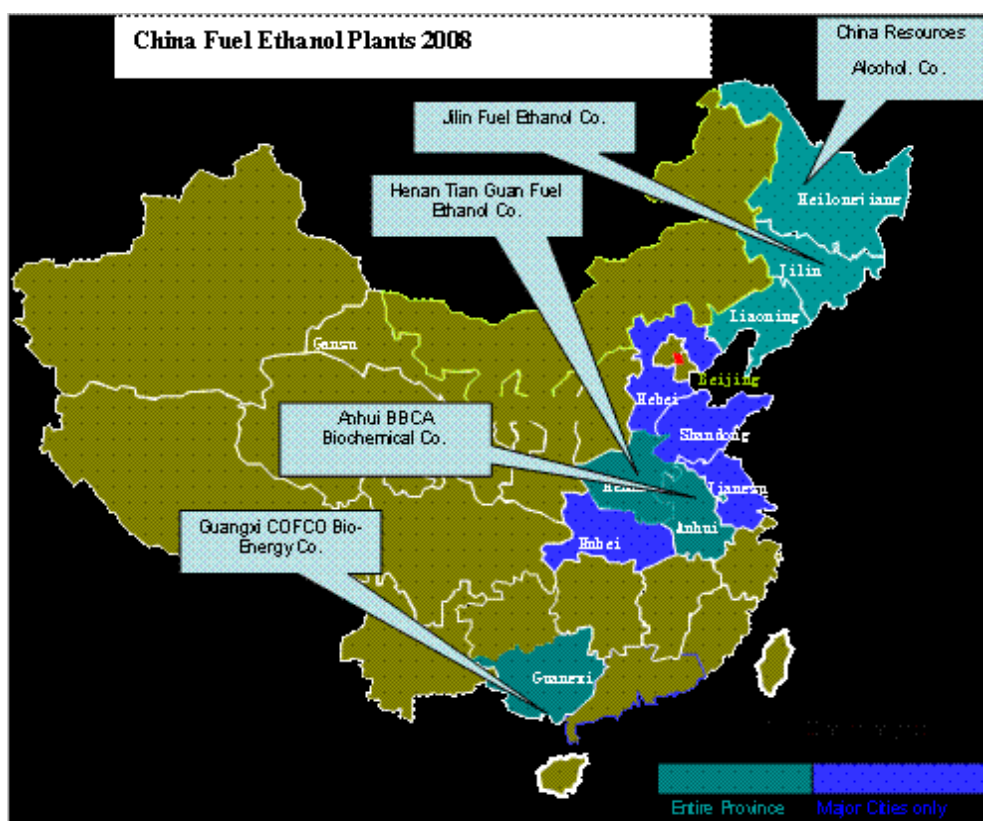 China Fuel Ethanol Plants 2008
China Resources
Alcohol. Co.
Jilin Fuel Ethanol Co.
Henan Tian Guan Fuel
Ethanol Co.
Heilongjiang
Jilin
Liaoning
Gansu
Beijing
Hebei
Anhui BBCA
Biochemical Co.
Shandong
Jiangsu
Guangxi COFCO Bio-
Energy Co.
Anhui
Hubei
Guangxi
Entire Province
Major Cities only